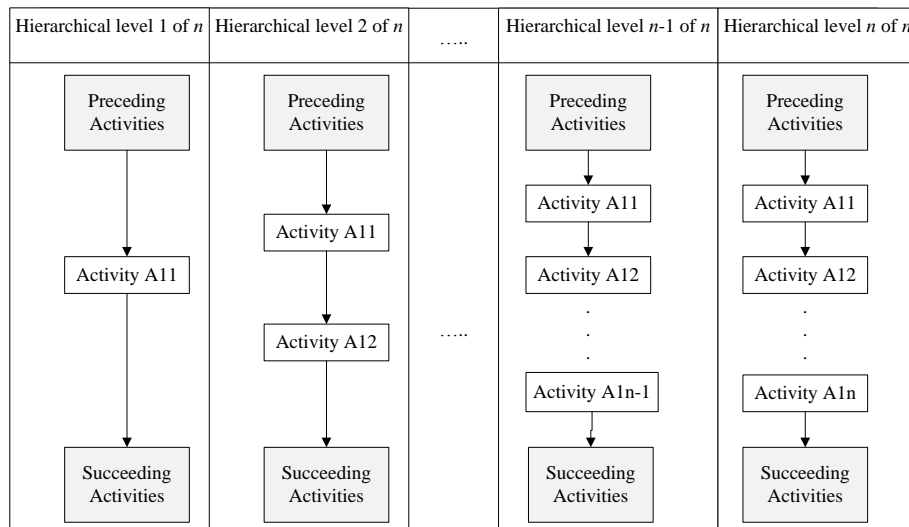 Hierarchical level 1 of n
Hierarchical level 2 of n
…..
Hierarchical level n-1 of n
Hierarchical level n of n
Preceding
Activities
Activity A11
Succeeding
Activities
Preceding
Activities
Activity A11
Activity A12
Succeeding
Activities
…..
Preceding
Activities
Activity A11
Activity A12
.
.
.
Activity A1n-1
Succeeding
Activities
Preceding
Activities
Activity A11
Activity A12
.
.
.
Activity A1n
Succeeding
Activities